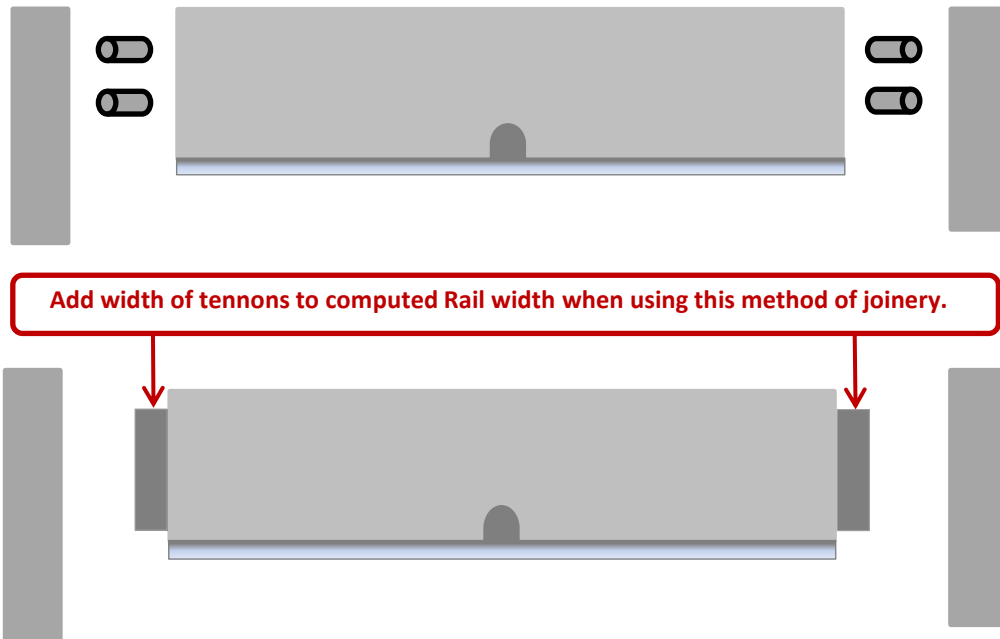 Add width of tennons to computed Rail width when using this method of joinery.